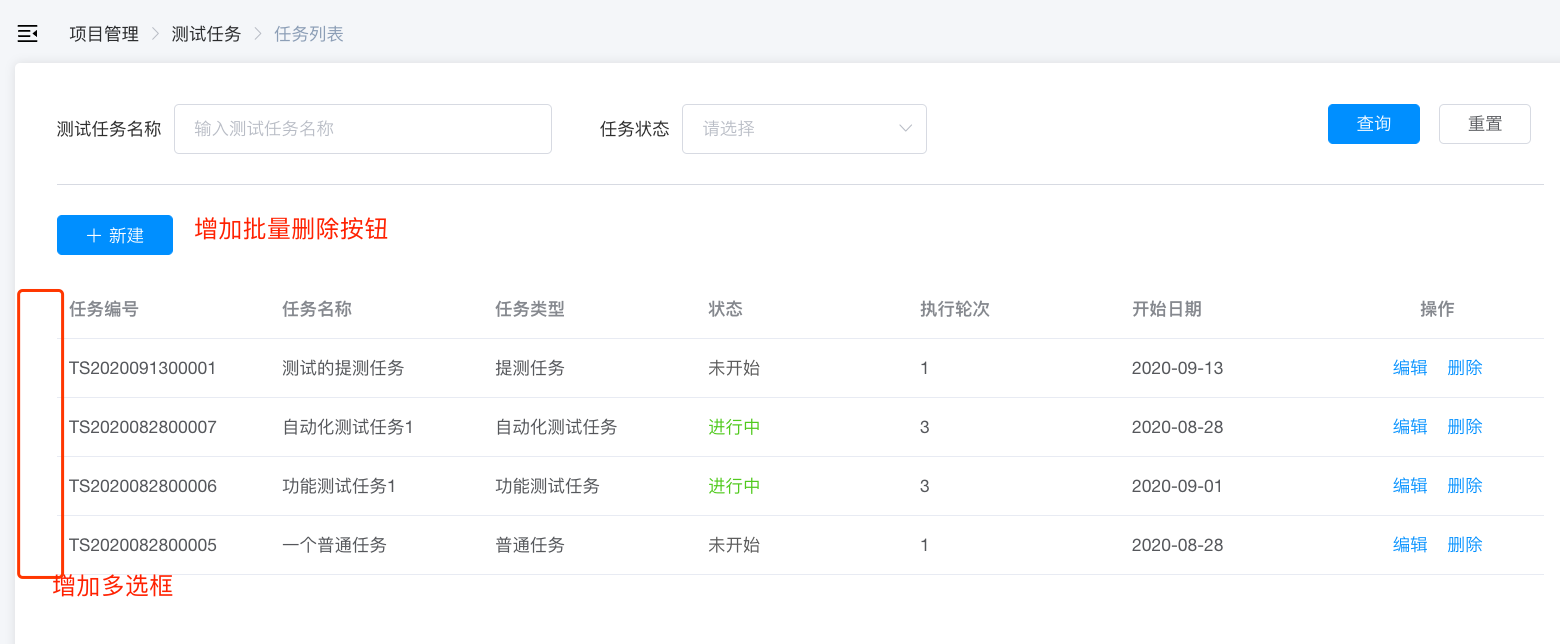 项目管理 > 测试任务 > 任务列表
测试任务名称 输入测试任务名称 任务状态 请选择 查询 重置
+ 新建 增加批量删除按钮
任务编号 任务名称 任务类型 状态 执行轮次 开始日期 操作
TS2020091300001 测试的提测任务 提测任务 未开始 1 2020-09-13 编辑 删除
TS2020082800007 自动化测试任务1 自动化测试任务 进行中 3 2020-08-28 编辑 删除
TS2020082800006 功能测试任务1 功能测试任务 进行中 3 2020-09-01 编辑 删除
TS2020082800005 一个普通任务 普通任务 未开始 1 2020-08-28 编辑 删除
增加多选框